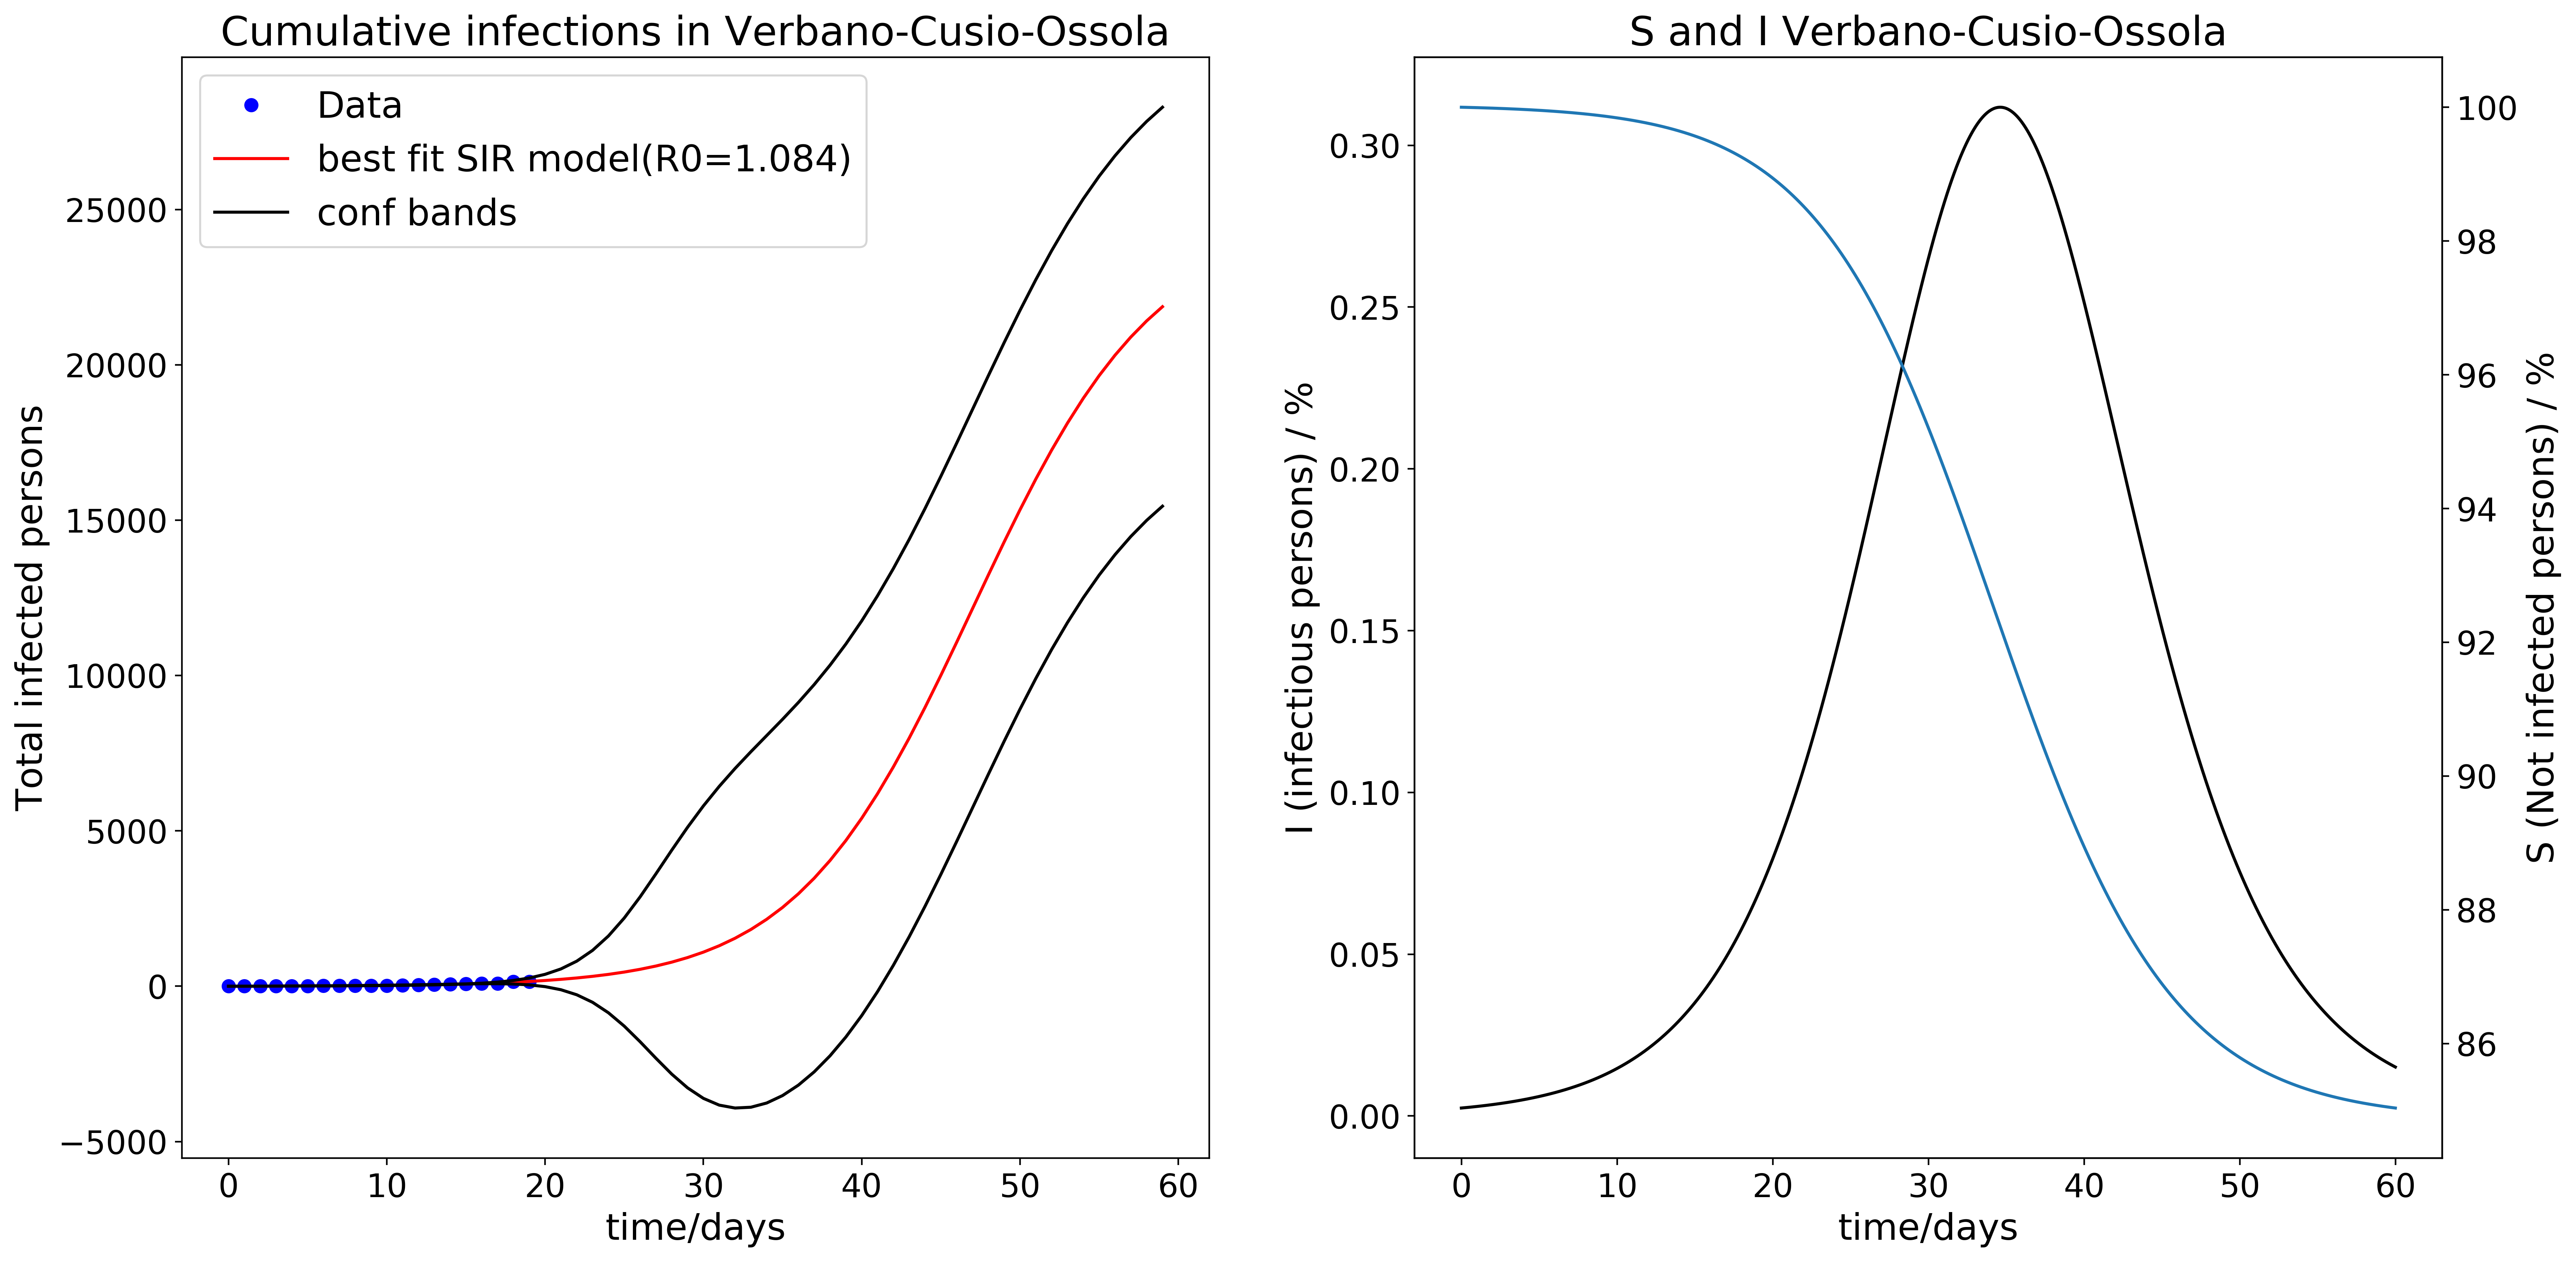 Cumulative infections in Verbano-Cusio-Ossola
Data
best fit SIR model(R0=1.084)
conf bands
25000
20000
15000
10000
5000
0
−5000
Total infected persons
0 10 20 30 40 50 60
time/days
S and I Verbano-Cusio-Ossola
0.30
0.25
0.20
0.15
0.10
0.05
0.00
I (infectious persons) / %
100
98
96
94
92
90
88
86
S (Not infected persons) / %
0 10 20 30 40 50 60
time/days